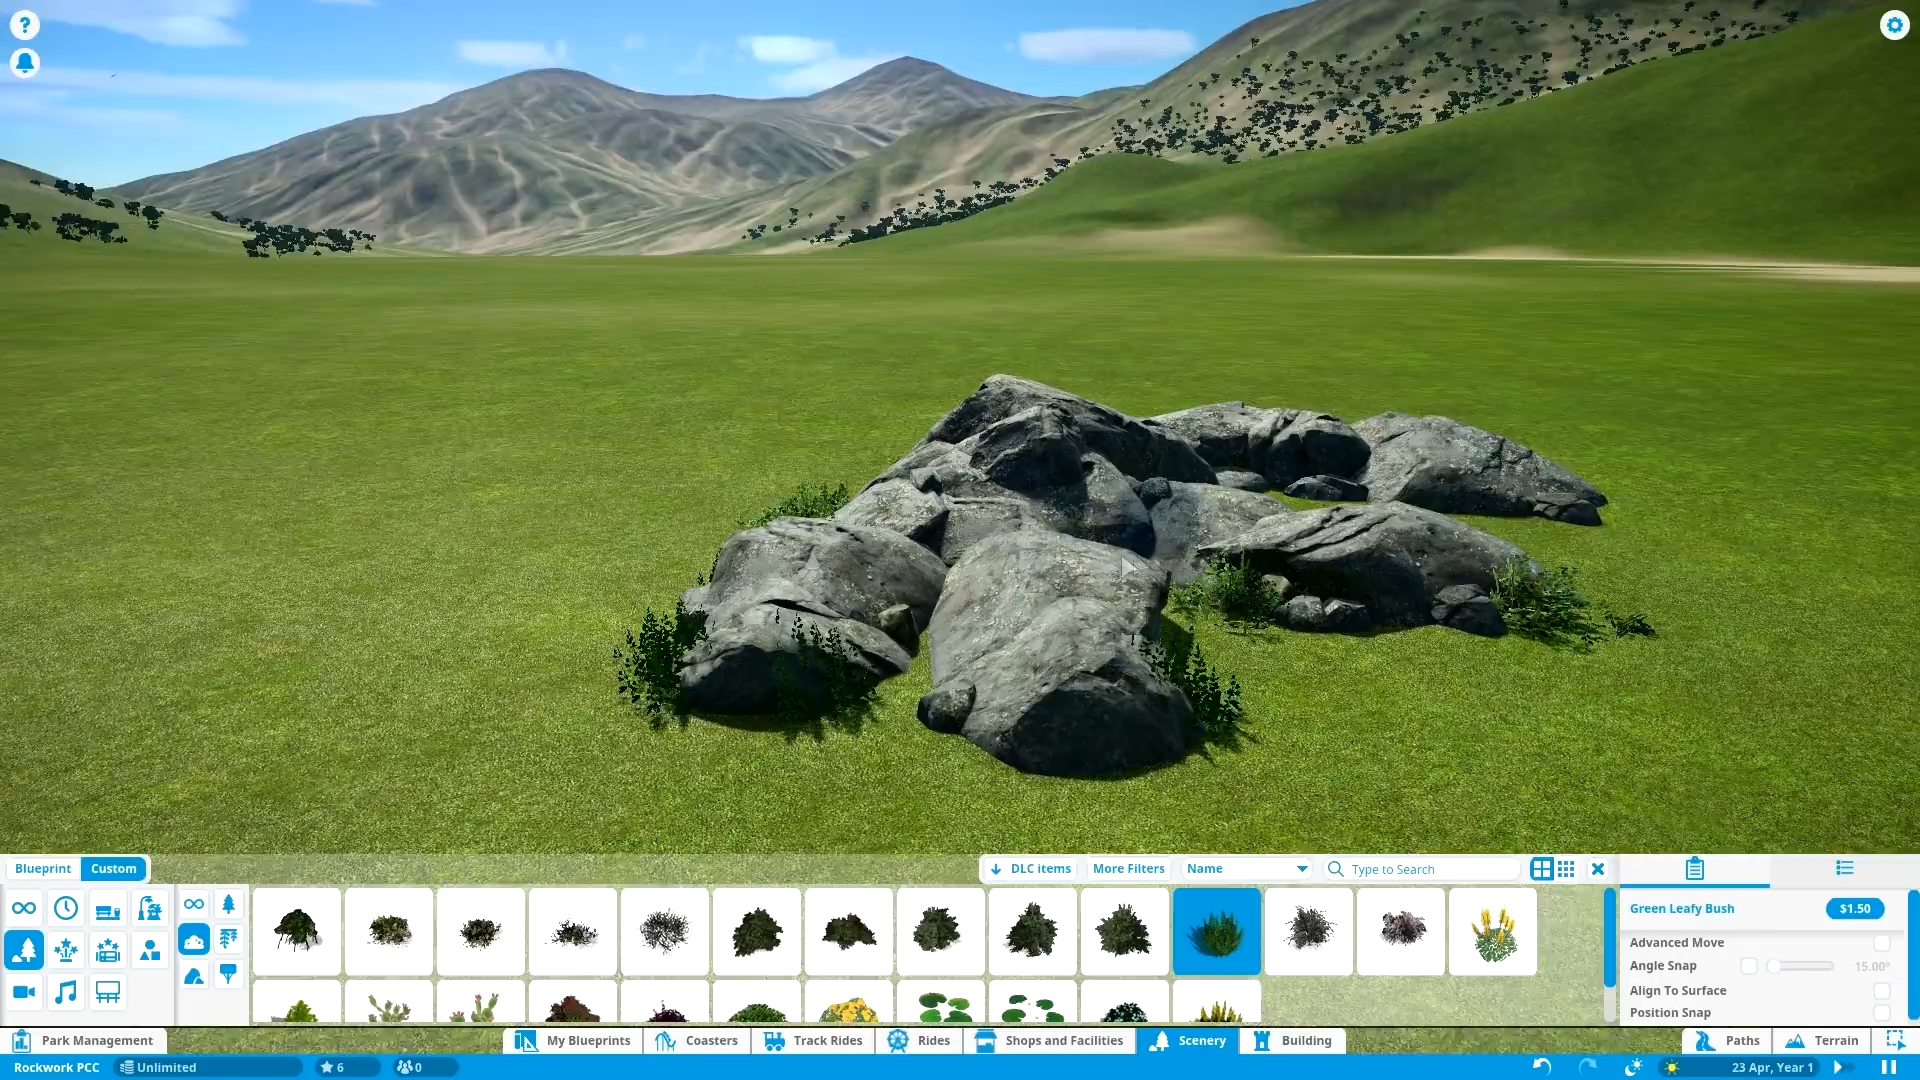 ?
Blueprint Custom
DLC items More Filters Name Type to Search
Green Leafy Bush $1.50
Advanced Move
Angle Snap 15.00°
Align To Surface
Position Snap
Park Management My Blueprints Coasters Track Rides Rides Shops and Facilities Scenery Building Paths Terrain
Rockwork PCC Unlimited 6 0 23 Apr, Year 1